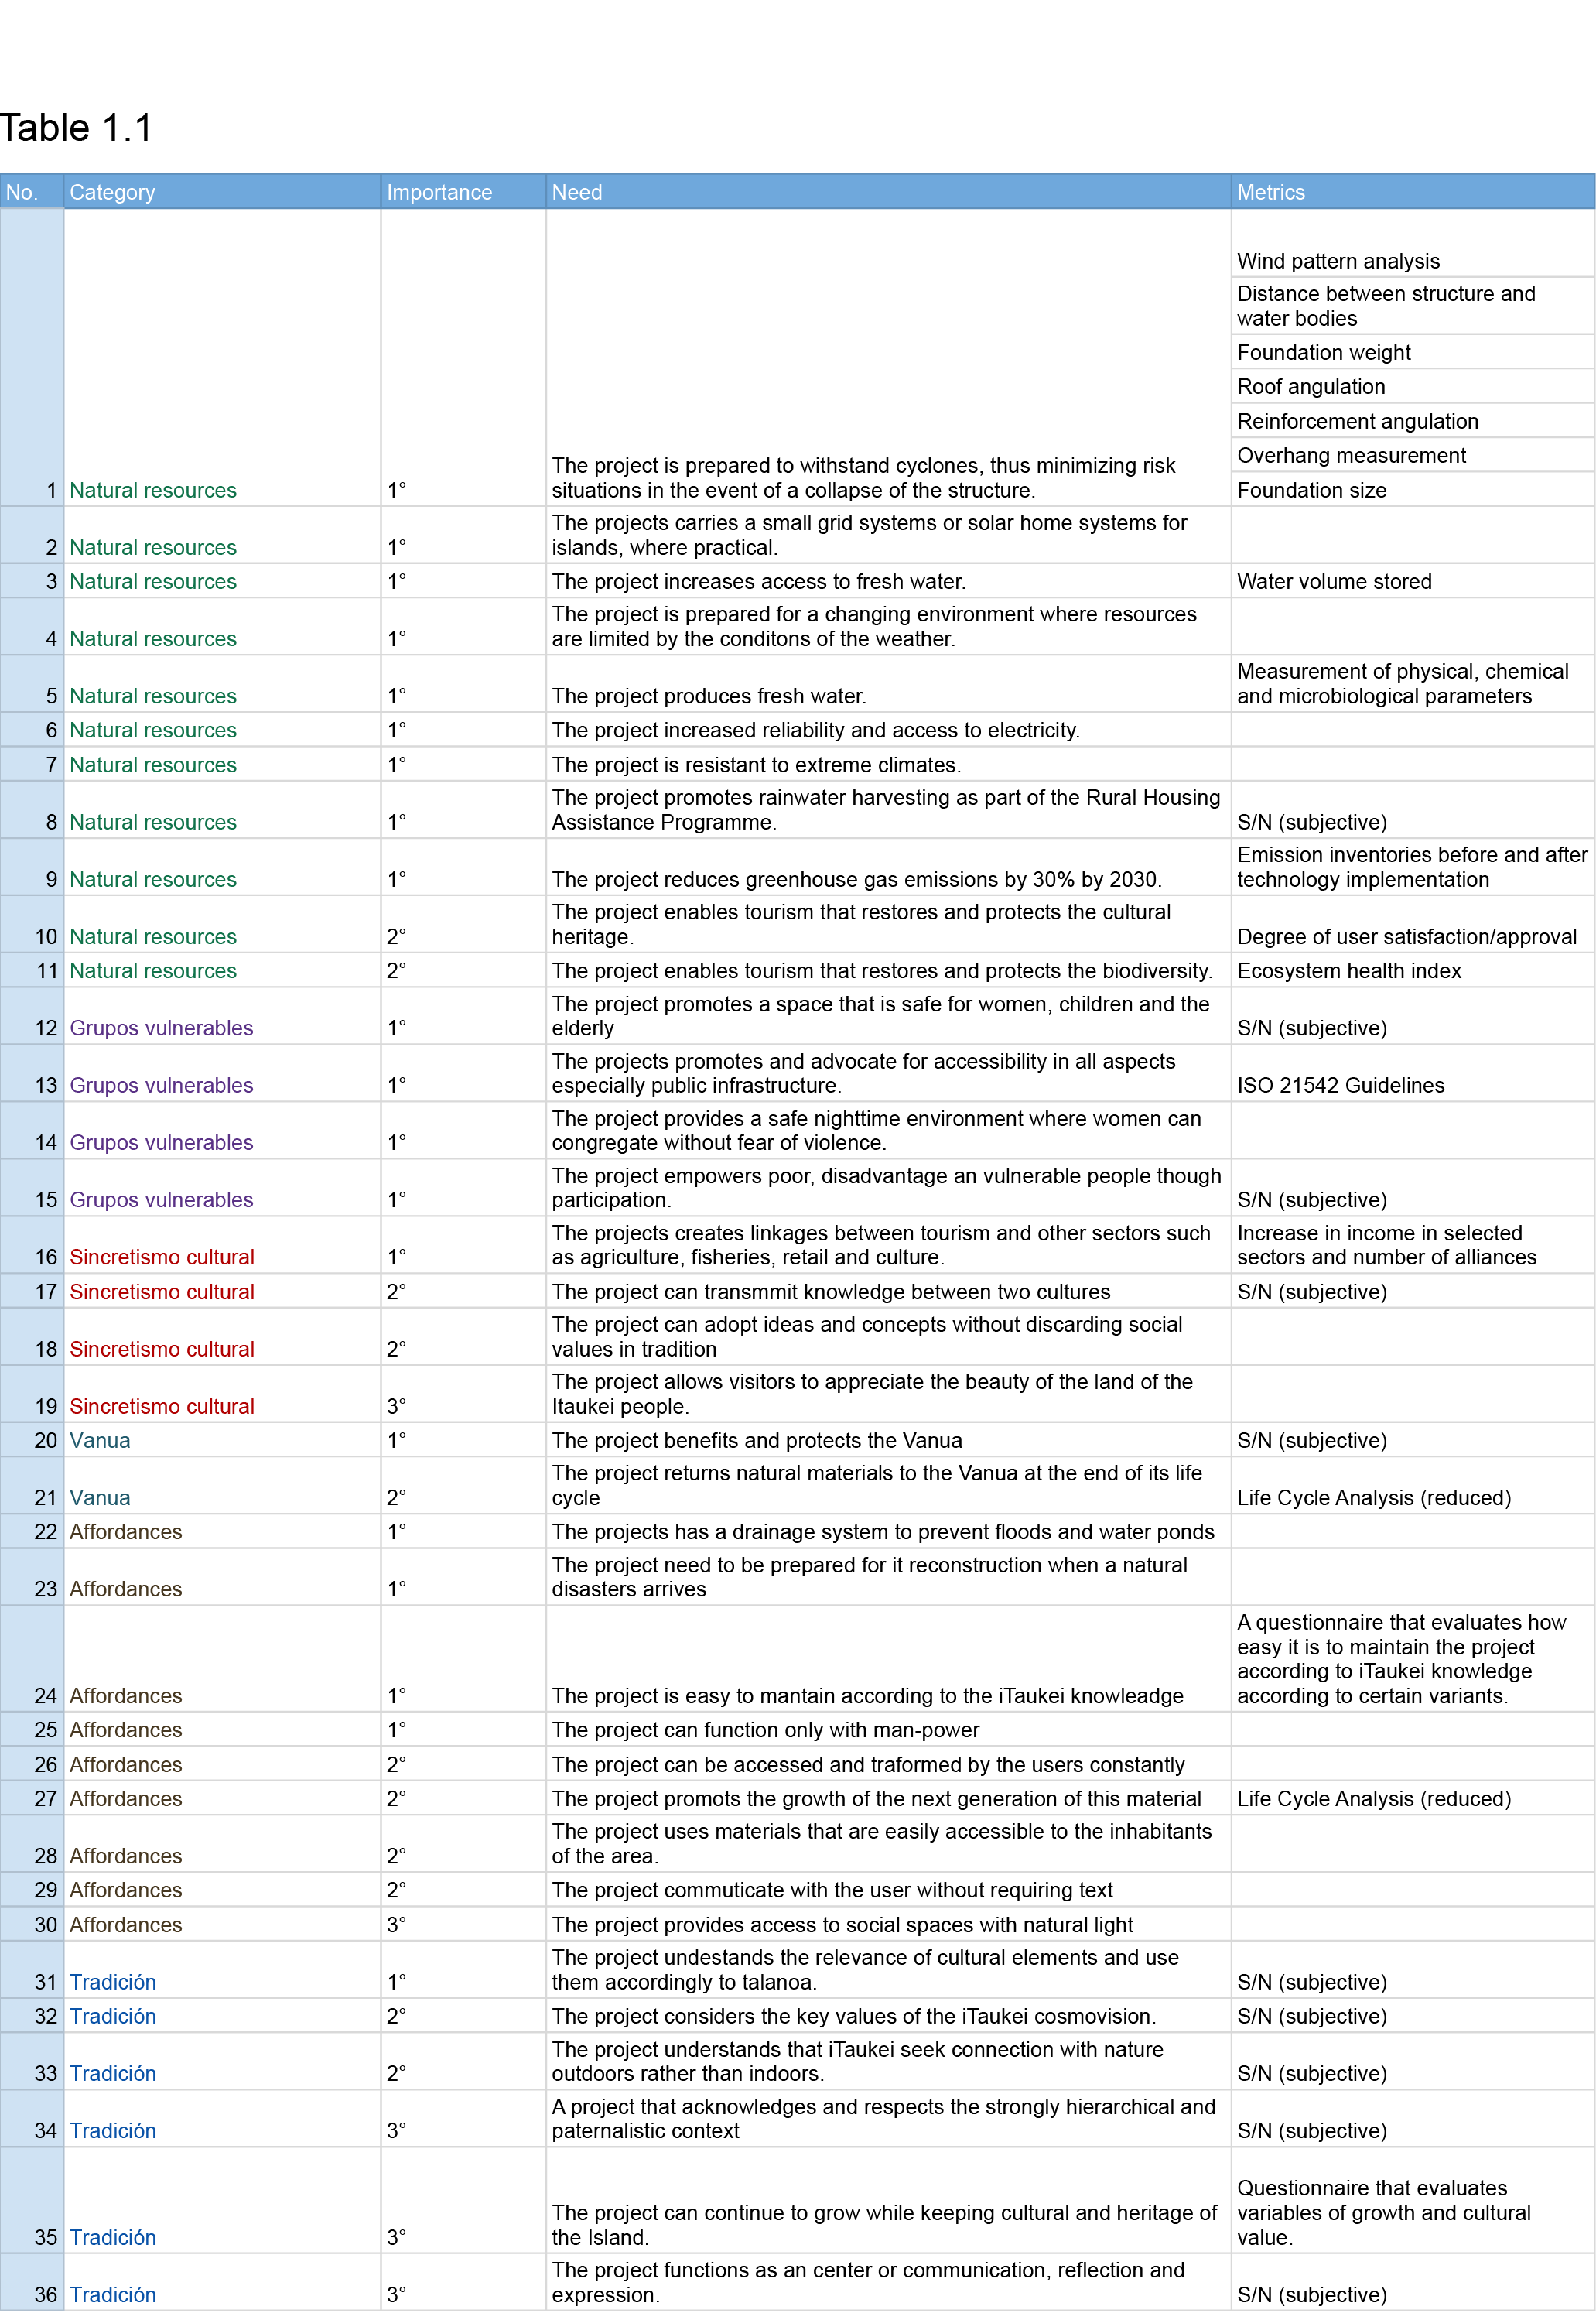 Table 1.1
No. Category Importance Need Metrics
Wind pattern analysis
Distance between structure and
water bodies
Foundation weight
Roof angulation
Reinforcement angulation
Overhang measurement
The project is prepared to withstand cyclones, thus minimizing risk
1 Natural resources 1° situations in the event of a collapse of the structure. Foundation size
The projects carries a small grid systems or solar home systems for
2 Natural resources 1° islands, where practical.
3 Natural resources 1° The project increases access to fresh water. Water volume stored
The project is prepared for a changing environment where resources
4 Natural resources 1° are limited by the conditons of the weather.
Measurement of physical, chemical
5 Natural resources 1° The project produces fresh water. and microbiological parameters
6 Natural resources 1° The project increased reliability and access to electricity.
7 Natural resources 1° The project is resistant to extreme climates.
The project promotes rainwater harvesting as part of the Rural Housing
8 Natural resources 1° Assistance Programme. S/N (subjective)
Emission inventories before and after
9 Natural resources 1° The project reduces greenhouse gas emissions by 30% by 2030. technology implementation
The project enables tourism that restores and protects the cultural
10 Natural resources 2° heritage. Degree of user satisfaction/approval
11 Natural resources 2° The project enables tourism that restores and protects the biodiversity. Ecosystem health index
The project promotes a space that is safe for women, children and the
12 Grupos vulnerables 1° elderly S/N (subjective)
The projects promotes and advocate for accessibility in all aspects
13 Grupos vulnerables 1° especially public infrastructure. ISO 21542 Guidelines
The project provides a safe nighttime environment where women can
14 Grupos vulnerables 1° congregate without fear of violence.
The project empowers poor, disadvantage an vulnerable people though
15 Grupos vulnerables 1° participation. S/N (subjective)
The projects creates linkages between tourism and other sectors such Increase in income in selected
16 Sincretismo cultural 1° as agriculture, fisheries, retail and culture. sectors and number of alliances
17 Sincretismo cultural 2° The project can transmmit knowledge between two cultures S/N (subjective)
The project can adopt ideas and concepts without discarding social
18 Sincretismo cultural 2° values in tradition
The project allows visitors to appreciate the beauty of the land of the
19 Sincretismo cultural 3° Itaukei people.
20 Vanua 1° The project benefits and protects the Vanua S/N (subjective)
The project returns natural materials to the Vanua at the end of its life
21 Vanua 2° cycle Life Cycle Analysis (reduced)
22 Affordances 1° The projects has a drainage system to prevent floods and water ponds
The project need to be prepared for it reconstruction when a natural
23 Affordances 1° disasters arrives
A questionnaire that evaluates how
easy it is to maintain the project
according to iTaukei knowledge
24 Affordances 1° The project is easy to mantain according to the iTaukei knowleadge according to certain variants.
25 Affordances 1° The project can function only with man-power
26 Affordances 2° The project can be accessed and traformed by the users constantly
27 Affordances 2° The project promots the growth of the next generation of this material Life Cycle Analysis (reduced)
The project uses materials that are easily accessible to the inhabitants
28 Affordances 2° of the area.
29 Affordances 2° The project commuticate with the user without requiring text
30 Affordances 3° The project provides access to social spaces with natural light
The project undestands the relevance of cultural elements and use
31 Tradición 1° them accordingly to talanoa. S/N (subjective)
32 Tradición 2° The project considers the key values of the iTaukei cosmovision. S/N (subjective)
The project understands that iTaukei seek connection with nature
33 Tradición 2° outdoors rather than indoors. S/N (subjective)
A project that acknowledges and respects the strongly hierarchical and
34 Tradición 3° paternalistic context S/N (subjective)
Questionnaire that evaluates
The project can continue to grow while keeping cultural and heritage of variables of growth and cultural
35 Tradición 3° the Island. value.
The project functions as an center or communication, reflection and
36 Tradición 3° expression. S/N (subjective)